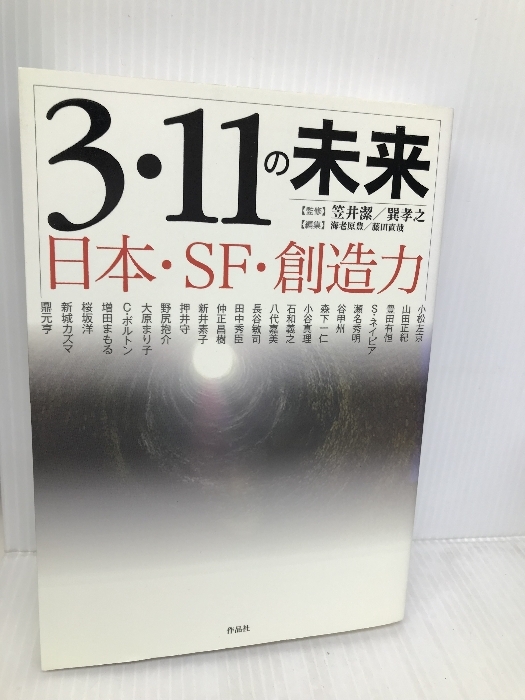 3・11の未来
【監修】笠井潔／巽孝之
【編集】海老原豊／藤田直哉
日本・SF・創造力
小松左京
山田正紀
豊田有恒
S・ネイピア
瀬名秀明
谷甲州
森下一仁
小谷真理
石和義之
八代嘉美
長谷敏司
田中秀臣
仲正昌樹
新井素子
押井守
野尻抱介
大原まり子
C・ボルトン
増田まもる
桜坂洋
新城カズマ
鼎元亨
作品社